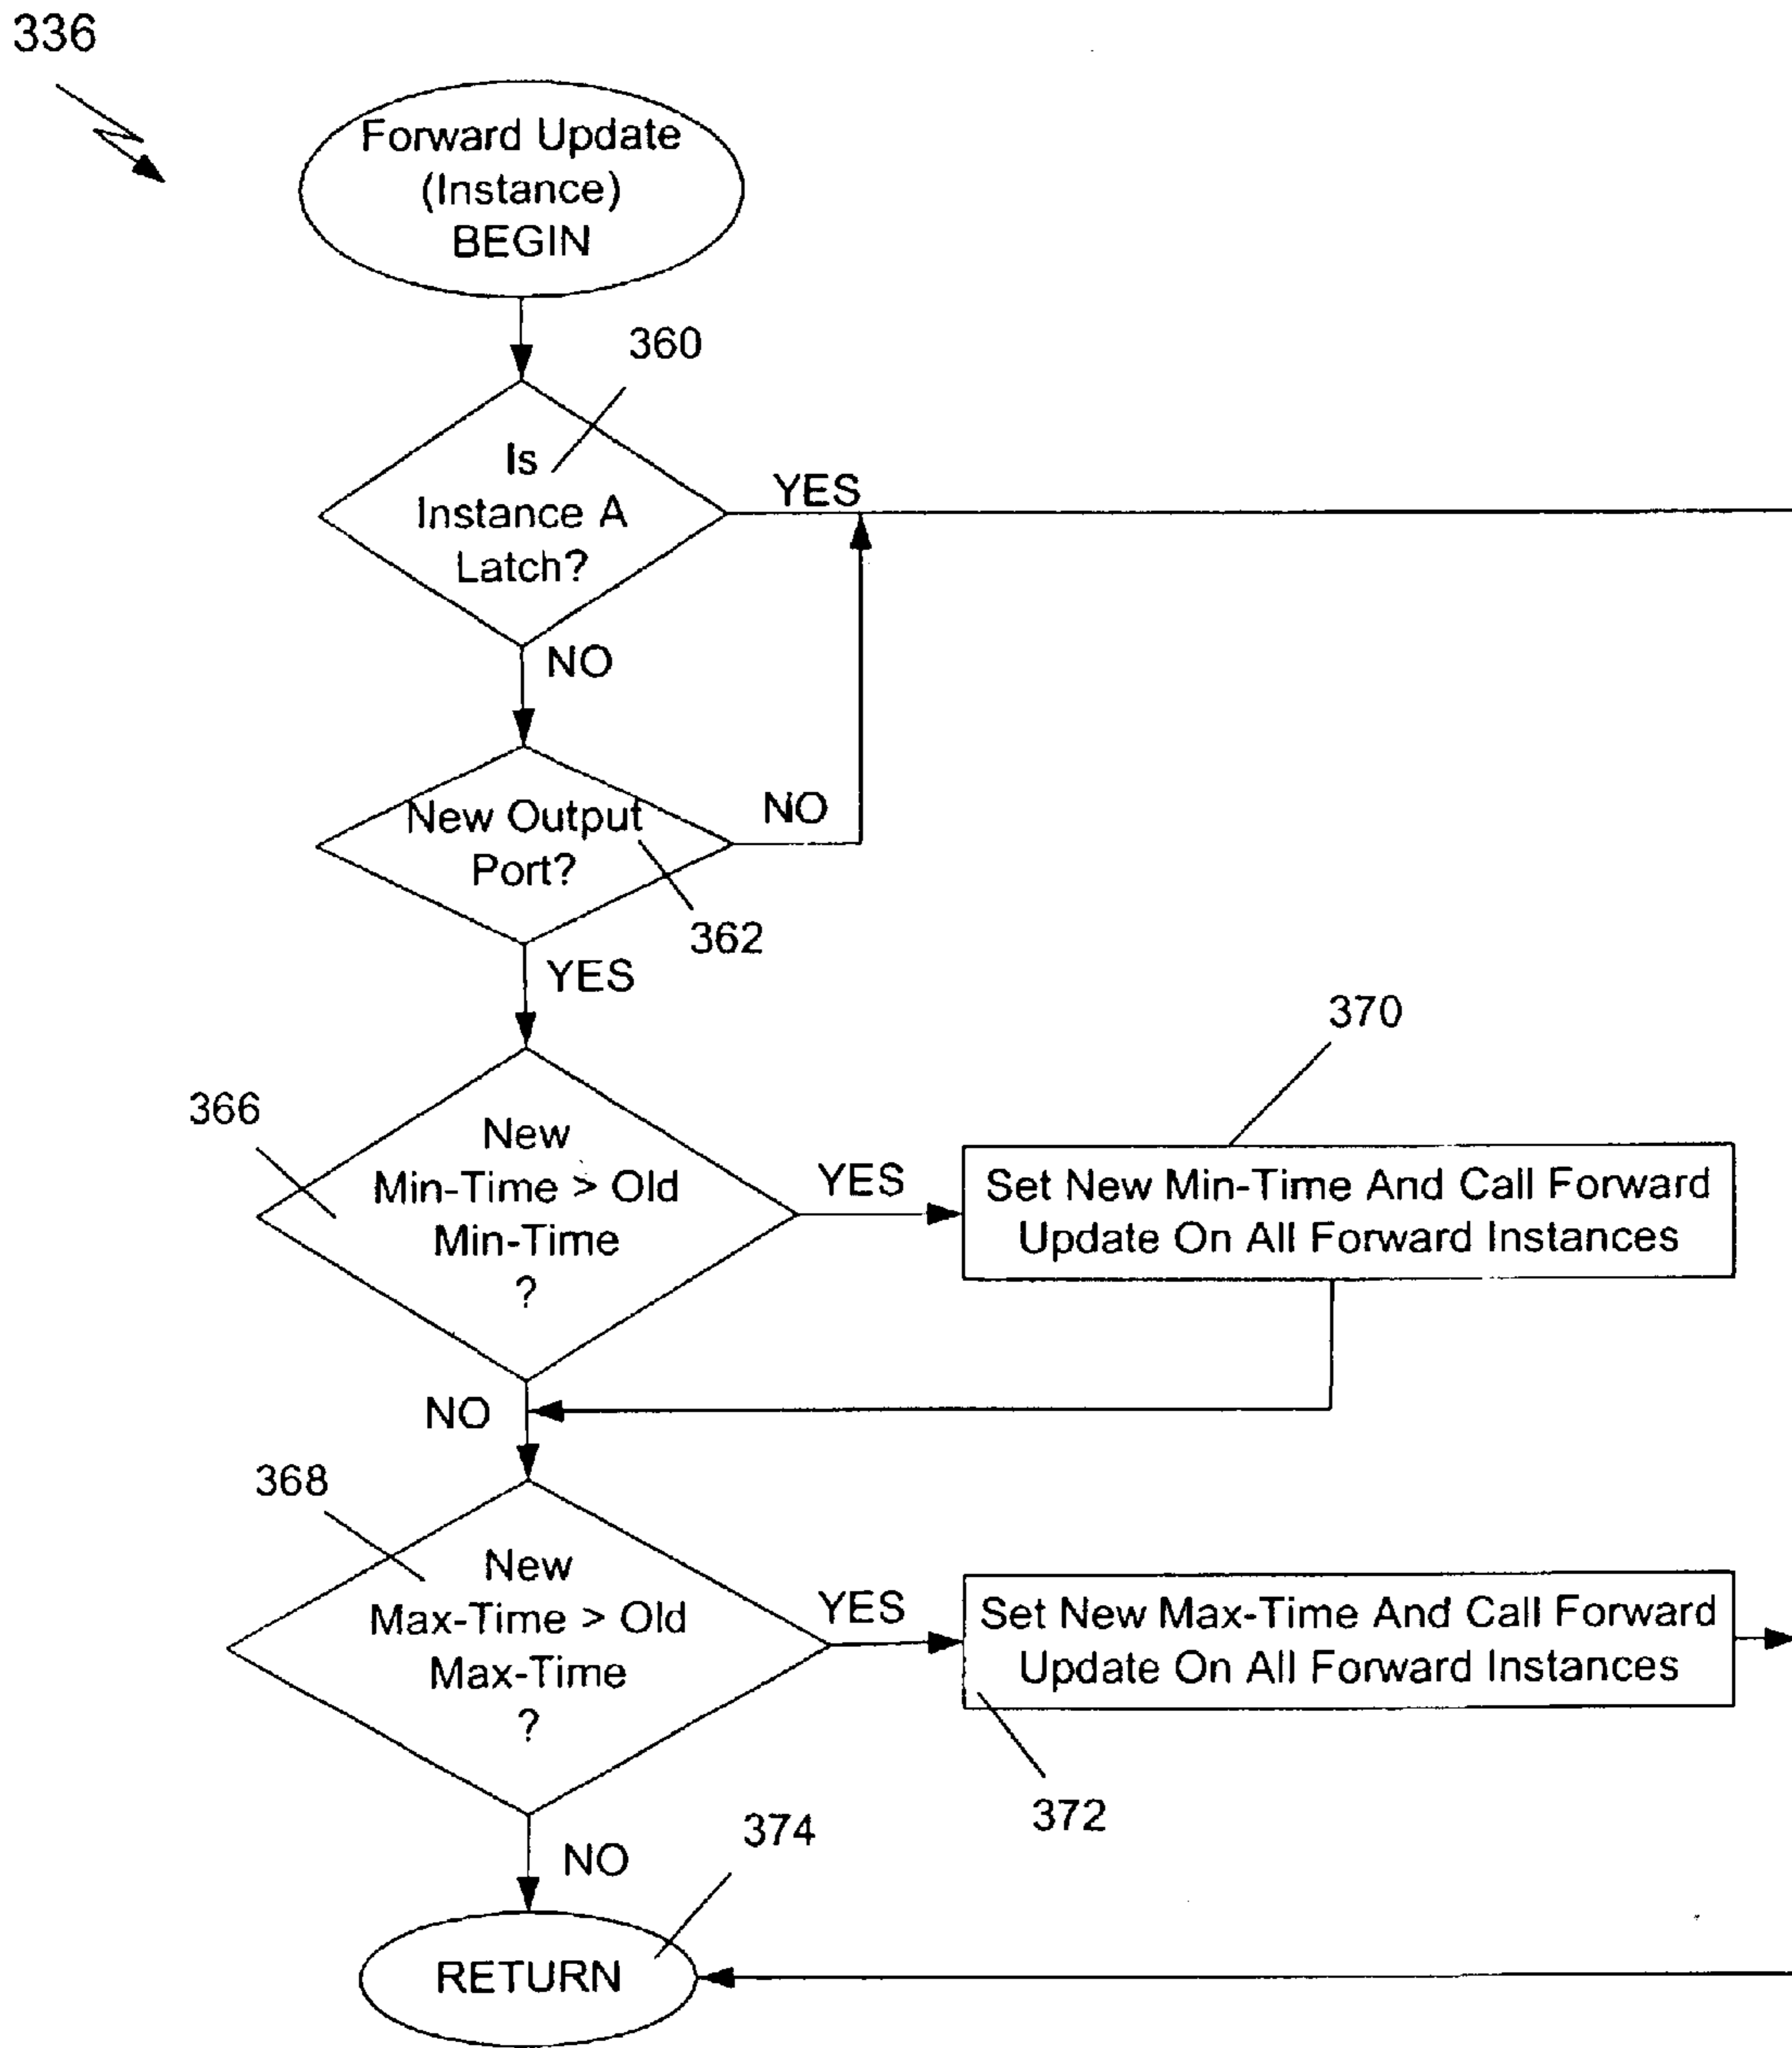 336
Forward Update
(Instance)
BEGIN
360
Is
Instance A
Latch?
YES
NO
New Output
Port?
NO
362
YES
370
366
New
Min-Time > Old
Min-Time
?
YES
Set New Min-Time And Call Forward
Update On All Forward Instances
NO
368
New
Max-Time > Old
Max-Time
?
YES
Set New Max-Time And Call Forward
Update On All Forward Instances
372
NO
374
RETURN